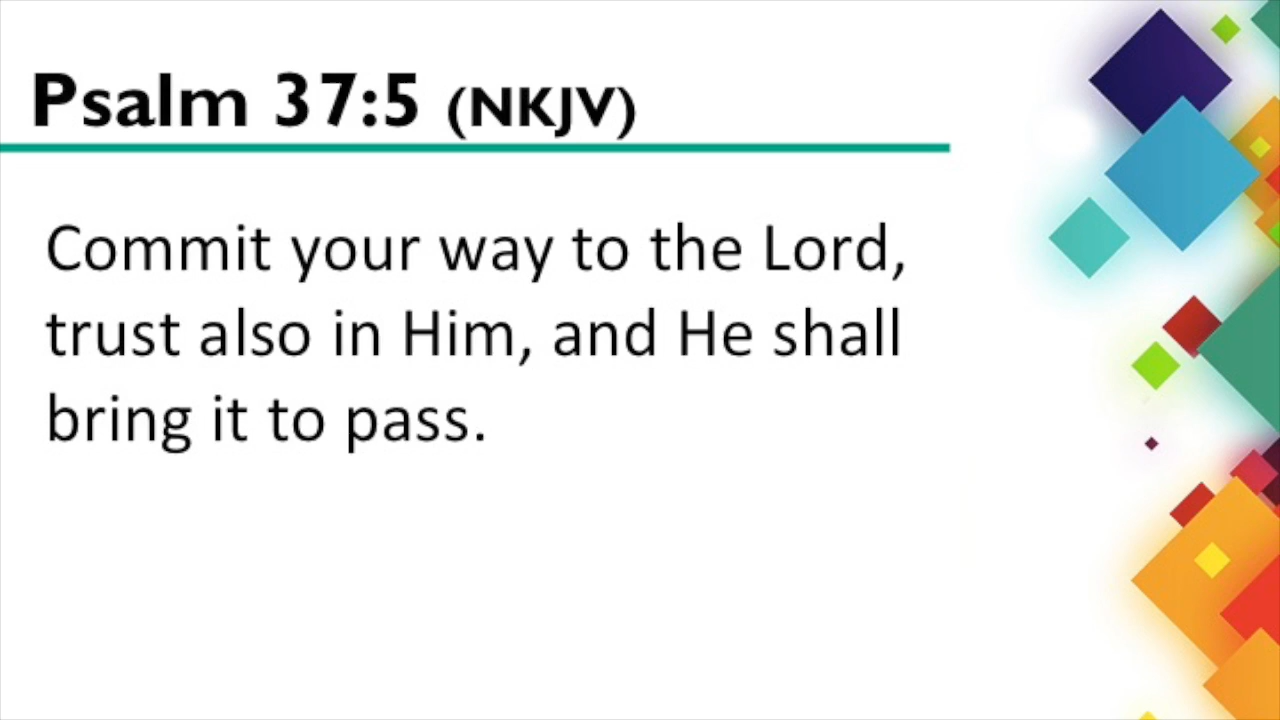 Psalm 37:5 (NKJV)
Commit your way to the Lord,
trust also in Him, and He shall
bring it to pass.